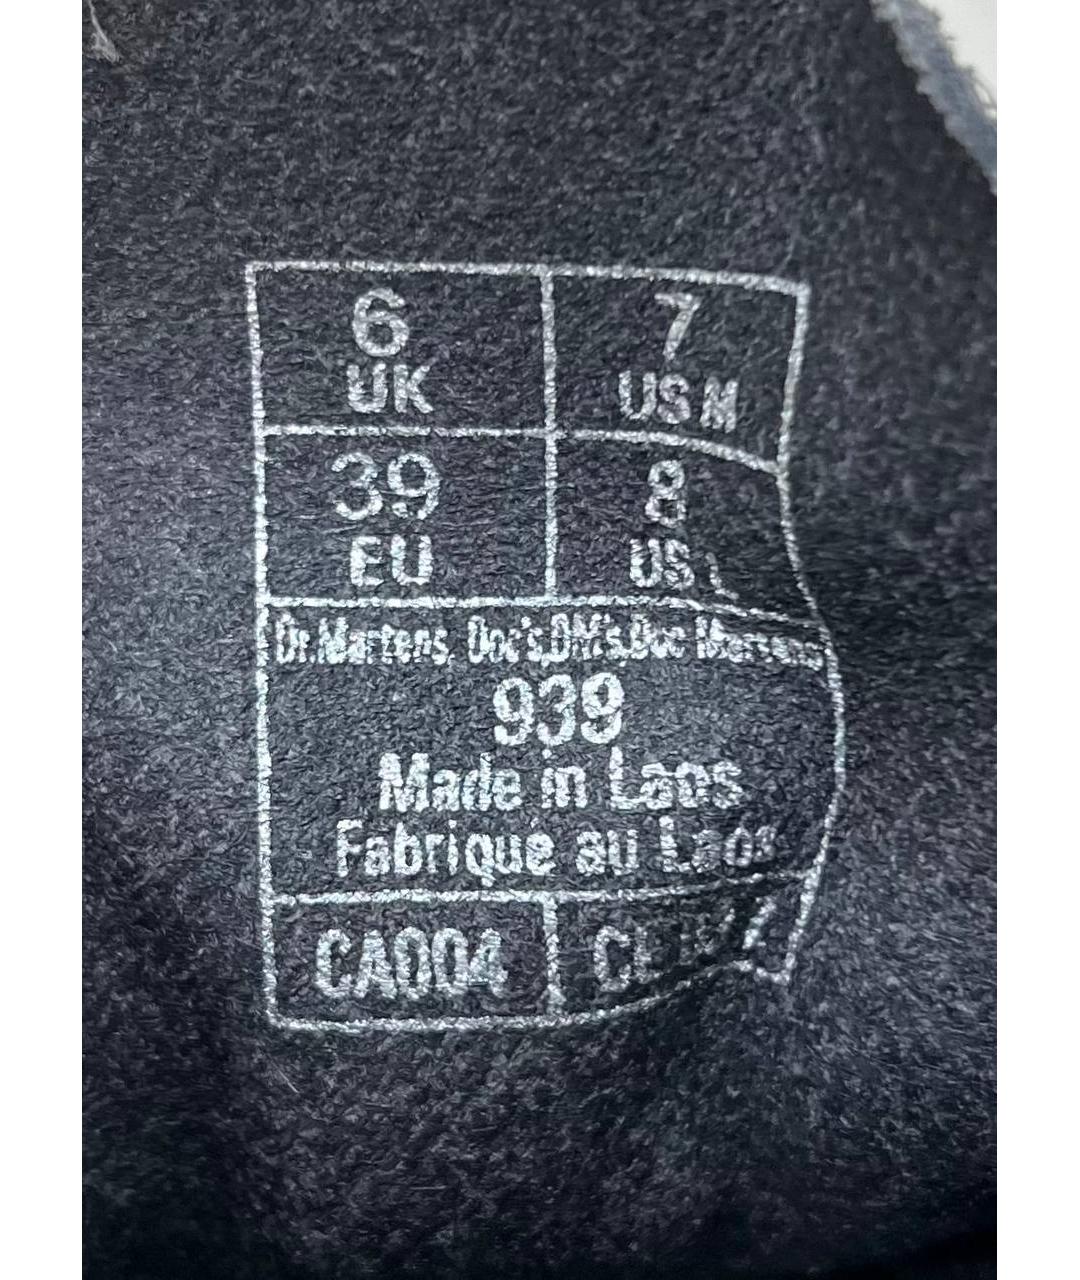 6 7
UK US M
39 8
EU US L
Dr.Martens, Doc's,DM's,Doc Martens
939
Made in Laos
Fabrique au Laos
CA004